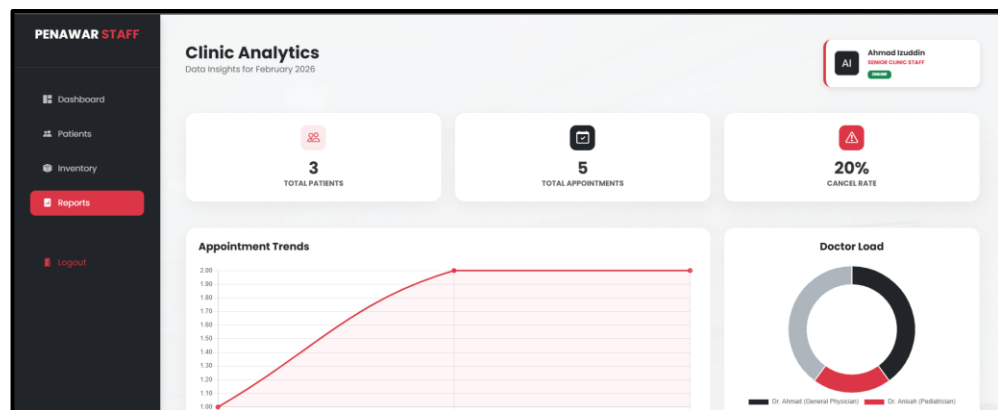 PENAWAR STAFF
Dashboard
Patients
Inventory
Reports
Logout
Clinic Analytics
Data Insights for February 2026
AI
Ahmad Izuddin
SENIOR CLINIC STAFF
ONLINE
3
TOTAL PATIENTS
5
TOTAL APPOINTMENTS
20%
CANCEL RATE
Appointment Trends
2.00
1.90
1.80
1.70
1.60
1.50
1.40
1.30
1.20
1.10
1.00
Doctor Load
Dr. Ahmad (General Physician)
Dr. Anisah (Pediatrician)